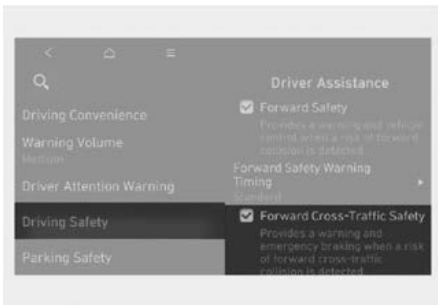 Driving Convenience
Warning Volume
Medium
Driver Attention Warning
Driving Safety
Parking Safety
Driver Assistance
Forward Safety
Provides a warning and vehicle
control when a risk of forward
collision is detected
Forward Safety Warning
Timing
Standard
Forward Cross-Traffic Safety
Provides a warning and
emergency braking when a risk
of forward cross-traffic
collision is detected